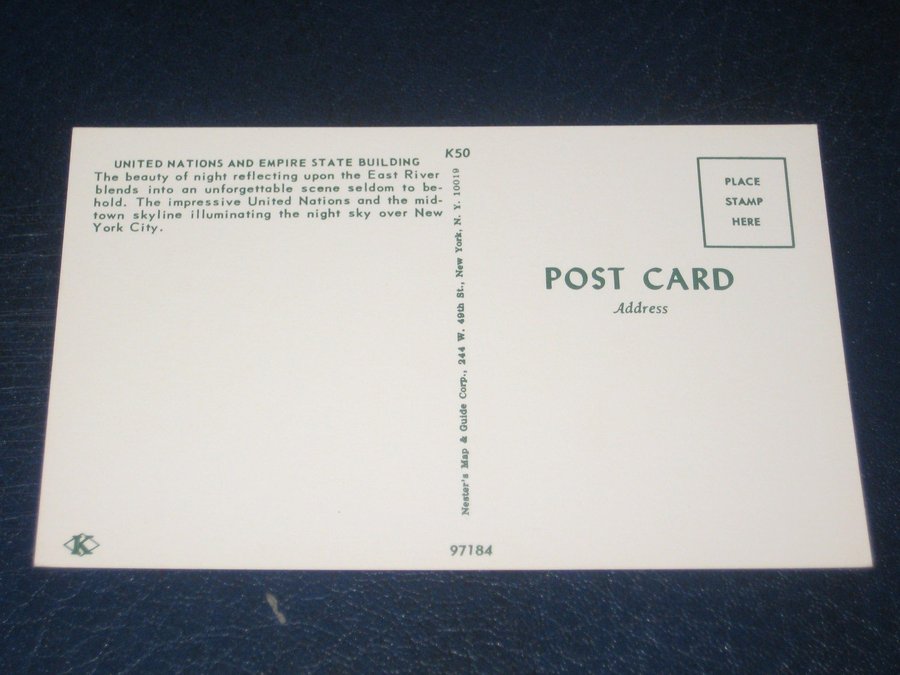 UNITED NATIONS AND EMPIRE STATE BUILDING
The beauty of night reflecting upon the East River
blends into an unforgettable scene seldom to be-
hold. The impressive United Nations and the mid-
town skyline illuminating the night sky over New
York City.
K50
Nester's Map & Guide Corp., 244 W. 49th St., New York, N. Y. 10019
PLACE
STAMP
HERE
POST CARD
Address
K
97184